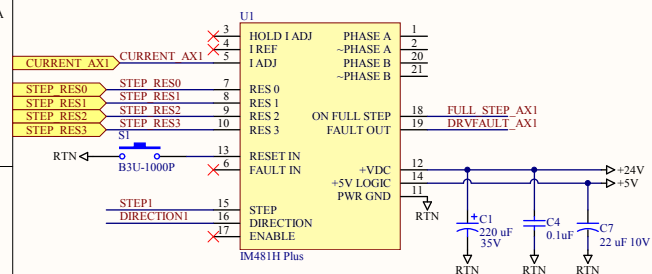 A
U1
3 HOLD I ADJ PHASE A 1
4 I REF ~PHASE A 2
CURRENT_AX1 CURRENT_AX1 5 I ADJ PHASE B 20
~PHASE B 21
STEP_RES0 STEP_RES0 7 RES 0
STEP_RES1 STEP_RES1 8 RES 1
STEP_RES2 STEP_RES2 9 RES 2 ON FULL STEP 18 FULL_STEP_AX1
STEP_RES3 STEP_RES3 10 RES 3 FAULT OUT 19 DRVFAULT_AX1
S1
RTN 13 RESET IN
B3U-1000P 6 FAULT IN +VDC 12 +24V
+5V LOGIC 14 +5V
PWR GND 11
RTN
STEP1 15 STEP
DIRECTION1 16 DIRECTION
17 ENABLE
IM481H Plus
+ C1
220 uF
35V
C4
0.1uF
C7
22 uF 10V
RTN RTN RTN